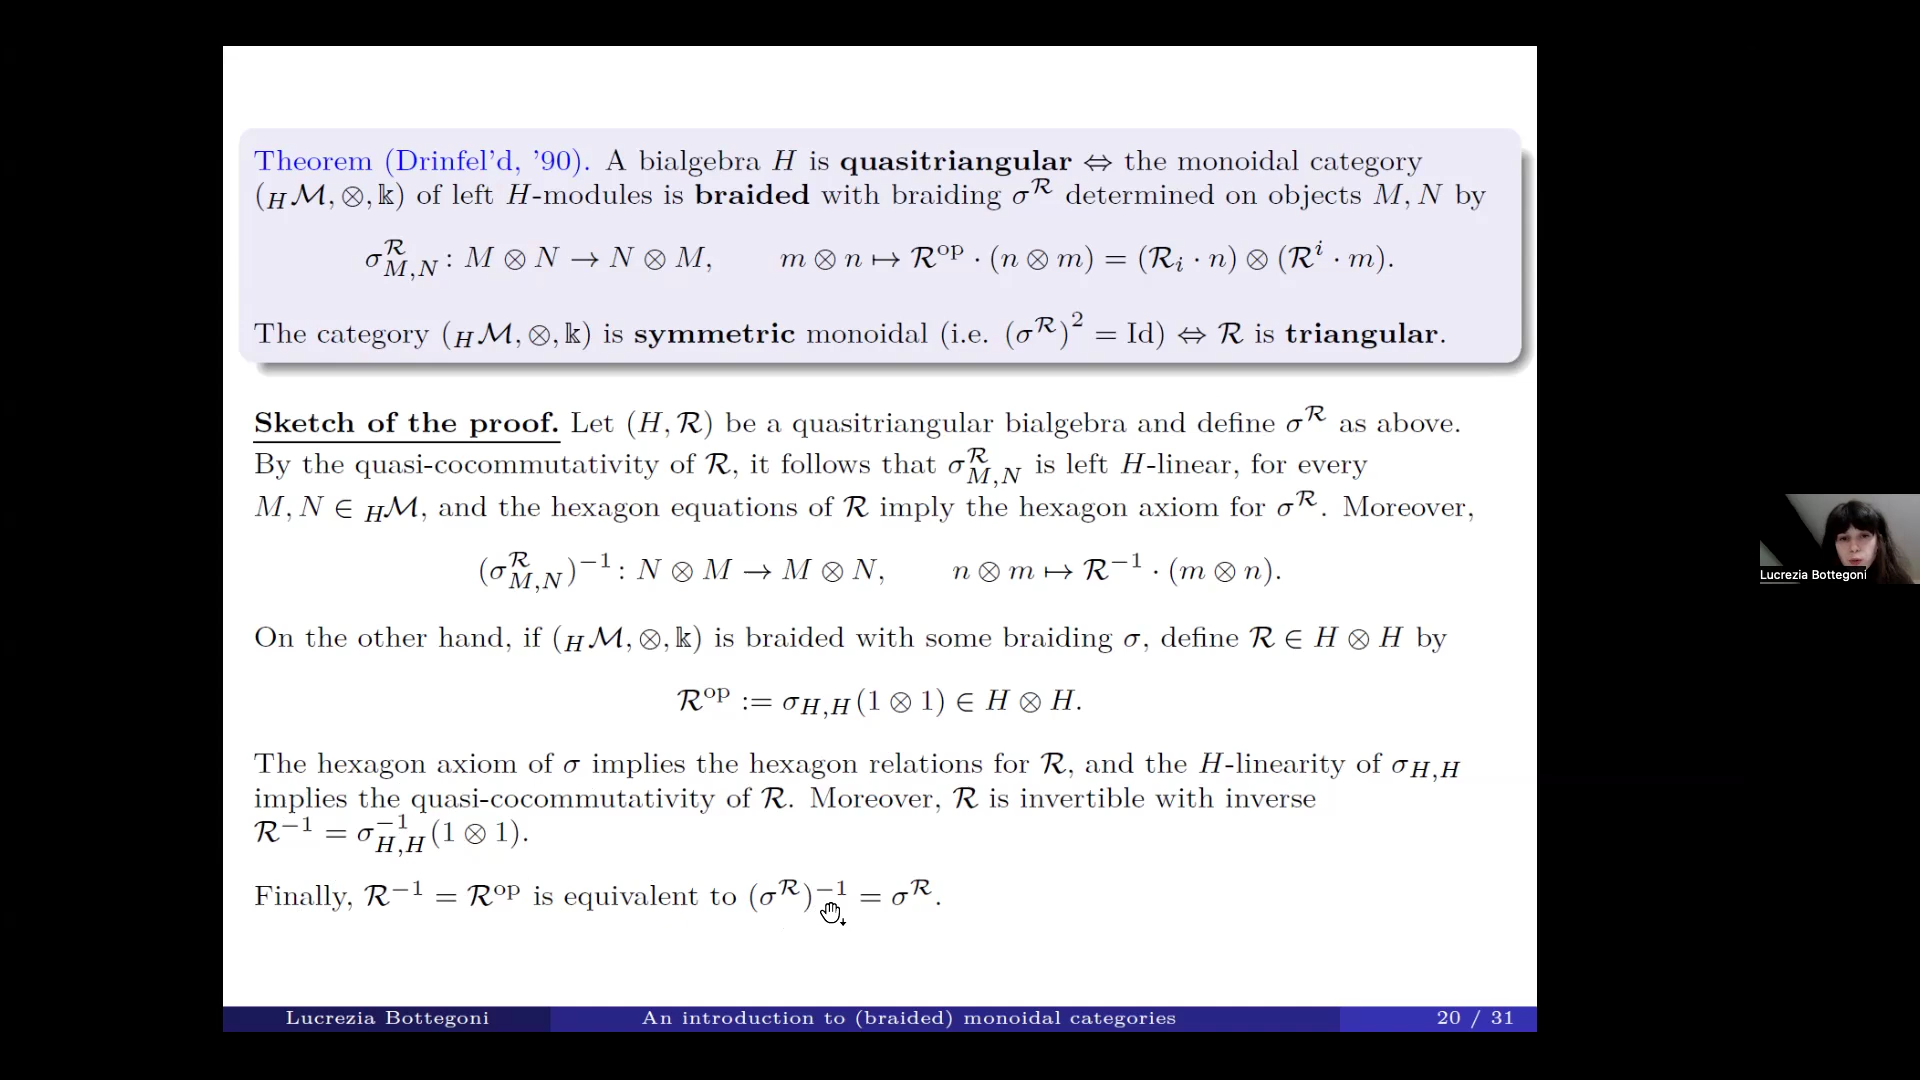 Theorem (Drinfel'd, '90). A bialgebra H is quasitriangular ⇔ the monoidal category
(_H𝓜, ⊗, 𝕜) of left H-modules is braided with braiding σ^𝓡 determined on objects M, N by
σ^𝓡_{M,N} : M ⊗ N → N ⊗ M, m ⊗ n ↦ 𝓡^op · (n ⊗ m) = (𝓡_i · n) ⊗ (𝓡^i · m).
The category (_H𝓜, ⊗, 𝕜) is symmetric monoidal (i.e. (σ^𝓡)^2 = Id) ⇔ 𝓡 is triangular.
Sketch of the proof. Let (H, 𝓡) be a quasitriangular bialgebra and define σ^𝓡 as above.
By the quasi-cocommutativity of 𝓡, it follows that σ^𝓡_{M,N} is left H-linear, for every
M, N ∈ _H𝓜, and the hexagon equations of 𝓡 imply the hexagon axiom for σ^𝓡. Moreover,
(σ^𝓡_{M,N})^{−1} : N ⊗ M → M ⊗ N, n ⊗ m ↦ 𝓡^{−1} · (m ⊗ n).
On the other hand, if (_H𝓜, ⊗, 𝕜) is braided with some braiding σ, define 𝓡 ∈ H ⊗ H by
𝓡^op := σ_{H,H}(1 ⊗ 1) ∈ H ⊗ H.
The hexagon axiom of σ implies the hexagon relations for 𝓡, and the H-linearity of σ_{H,H}
implies the quasi-cocommutativity of 𝓡. Moreover, 𝓡 is invertible with inverse
𝓡^{−1} = σ^{−1}_{H,H}(1 ⊗ 1).
Finally, 𝓡^{−1} = 𝓡^op is equivalent to (σ^𝓡)^{−1} = σ^𝓡.
Lucrezia Bottegoni
Lucrezia Bottegoni An introduction to (braided) monoidal categories 20 / 31